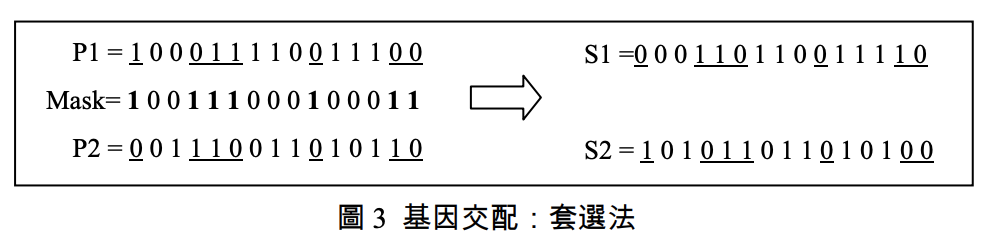 P1 = 1 0 0 0 1 1 1 1 0 0 1 1 1 0 0
S1 =0 0 0 1 1 0 1 1 0 0 1 1 1 1 0
Mask= 1 0 0 1 1 1 0 0 0 1 0 0 0 1 1
P2 = 0 0 1 1 1 0 0 1 1 0 1 0 1 1 0
S2 = 1 0 1 0 1 1 0 1 1 0 1 0 1 0 0
圖 3 基因交配：套選法